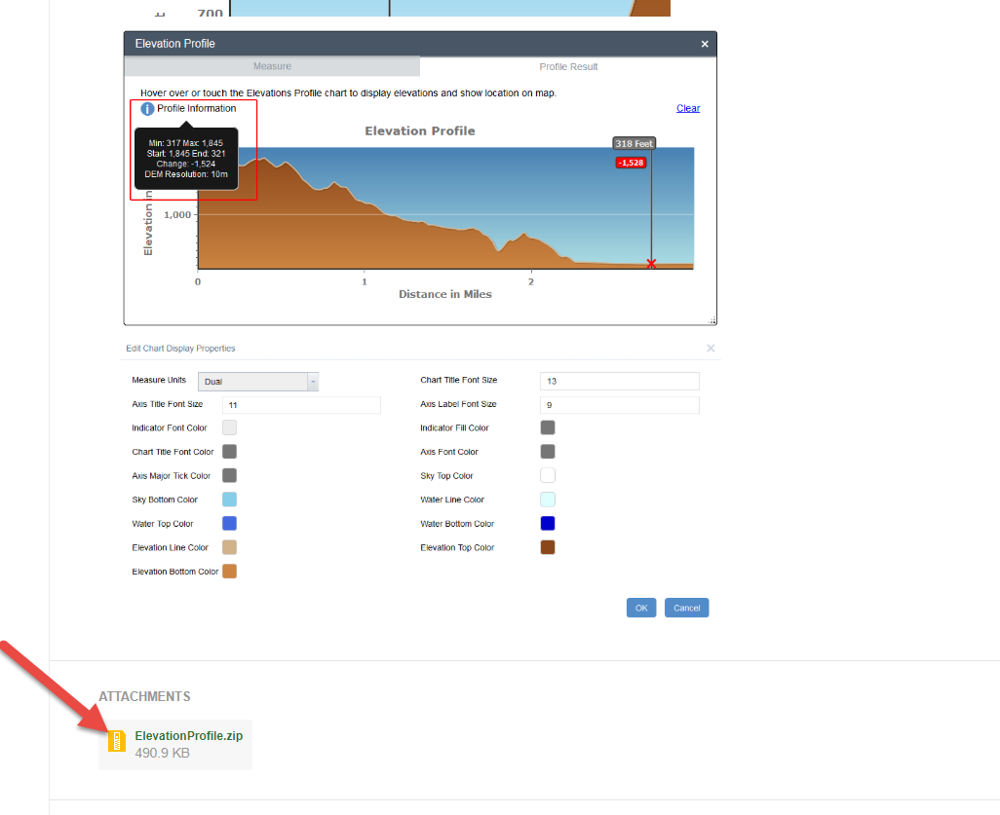 700
Elevation Profile
Measure
Profile Result
Hover over or touch the Elevations Profile chart to display elevations and show location on map.
i Profile Information
Clear
Min: 317 Max: 1,845
Start: 1,845 End: 321
Change: -1,524
DEM Resolution: 10m
Elevation Profile
318 Feet
-1,528
Elevation in
1,000
0
1
2
Distance in Miles
Edit Chart Display Properties
Measure Units
Dual
Chart Title Font Size
13
Axis Title Font Size
11
Axis Label Font Size
9
Indicator Font Color
Indicator Fill Color
Chart Title Font Color
Axis Font Color
Axis Major Tick Color
Sky Top Color
Sky Bottom Color
Water Line Color
Water Top Color
Water Bottom Color
Elevation Line Color
Elevation Top Color
Elevation Bottom Color
OK
Cancel
ATTACHMENTS
ElevationProfile.zip
490.9 KB